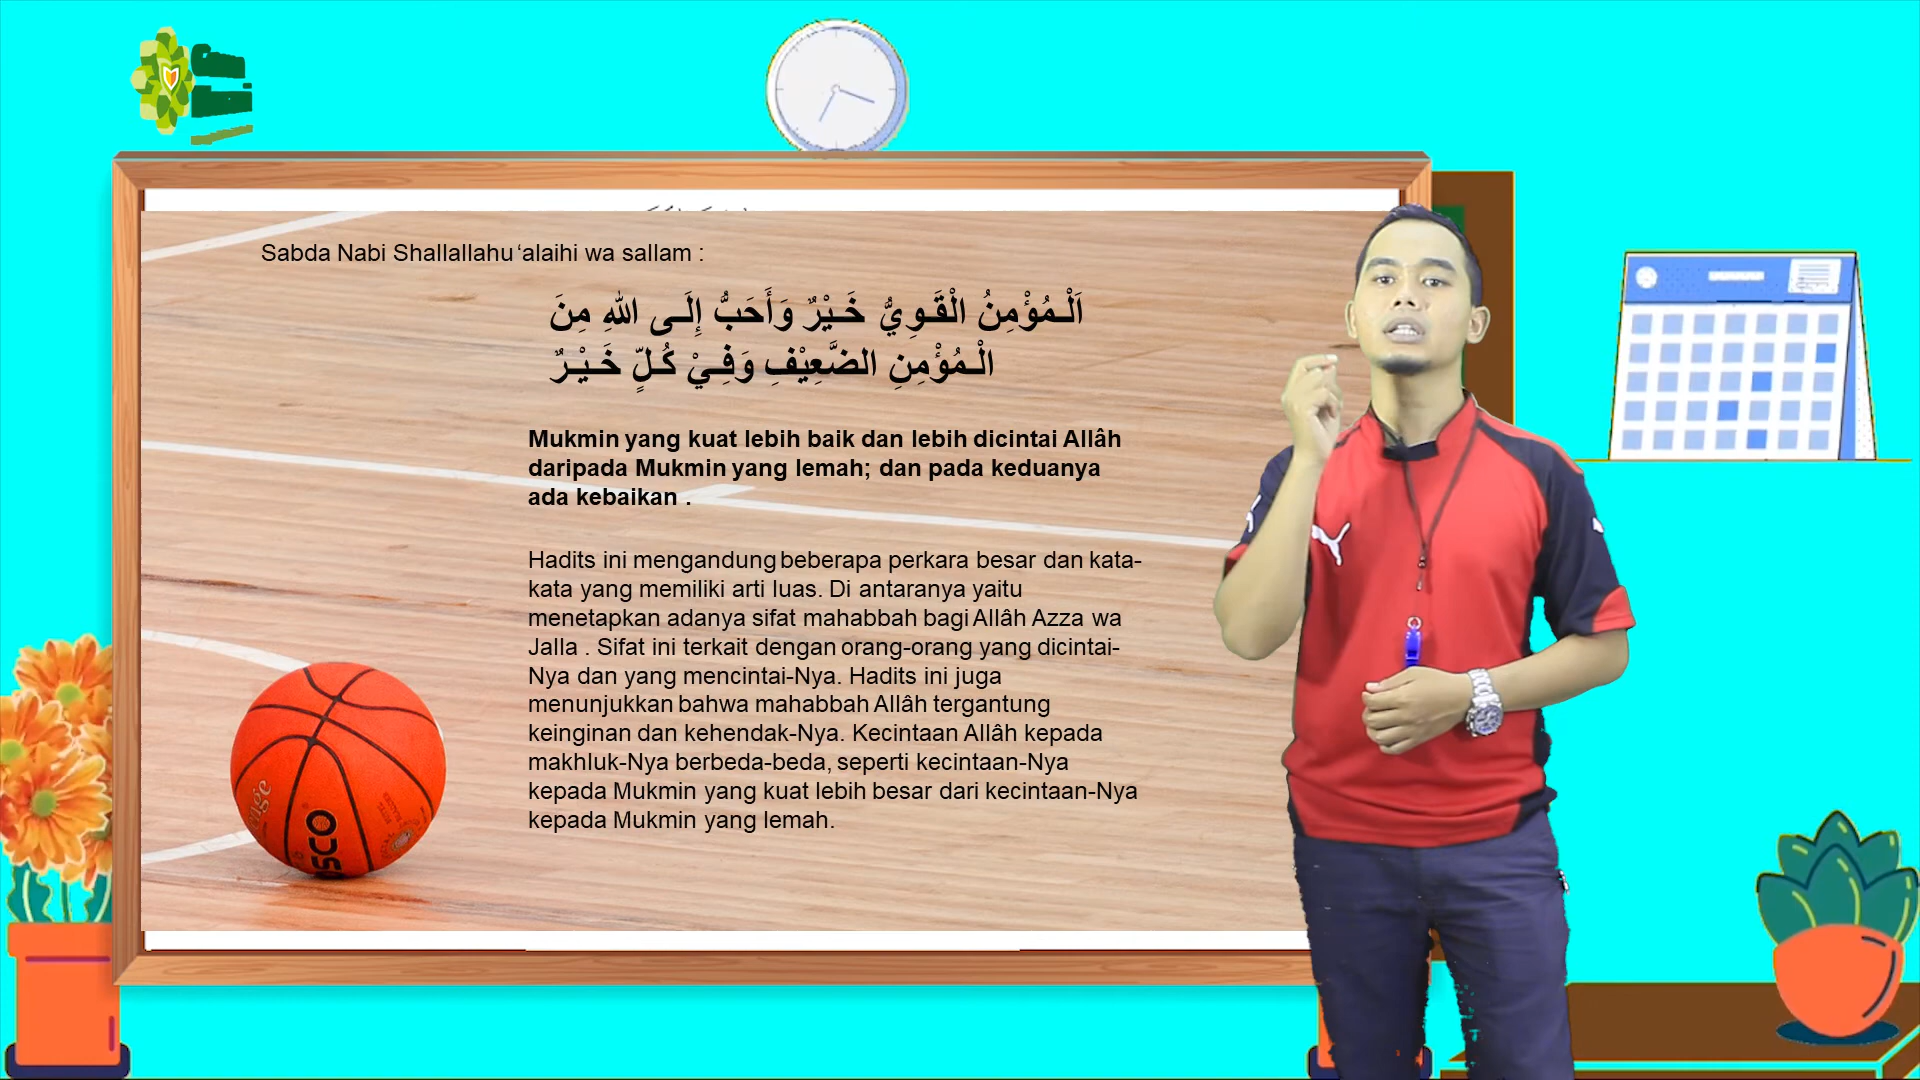 Sabda Nabi Shallallahu ‘alaihi wa sallam :
اَلْـمُؤْمِنُ الْقَـوِيُّ خَـيْرٌ وَأَحَبُّ إِلَـى اللهِ مِنَ
الْـمُؤْمِنِ الضَّعِيْفِ وَفِـيْ كُـلٍّ خَـيْـرٌ
Mukmin yang kuat lebih baik dan lebih dicintai Allâh
daripada Mukmin yang lemah; dan pada keduanya
ada kebaikan .
Hadits ini mengandung beberapa perkara besar dan kata-
kata yang memiliki arti luas. Di antaranya yaitu
menetapkan adanya sifat mahabbah bagi Allâh Azza wa
Jalla . Sifat ini terkait dengan orang-orang yang dicintai-
Nya dan yang mencintai-Nya. Hadits ini juga
menunjukkan bahwa mahabbah Allâh tergantung
keinginan dan kehendak-Nya. Kecintaan Allâh kepada
makhluk-Nya berbeda-beda, seperti kecintaan-Nya
kepada Mukmin yang kuat lebih besar dari kecintaan-Nya
kepada Mukmin yang lemah.